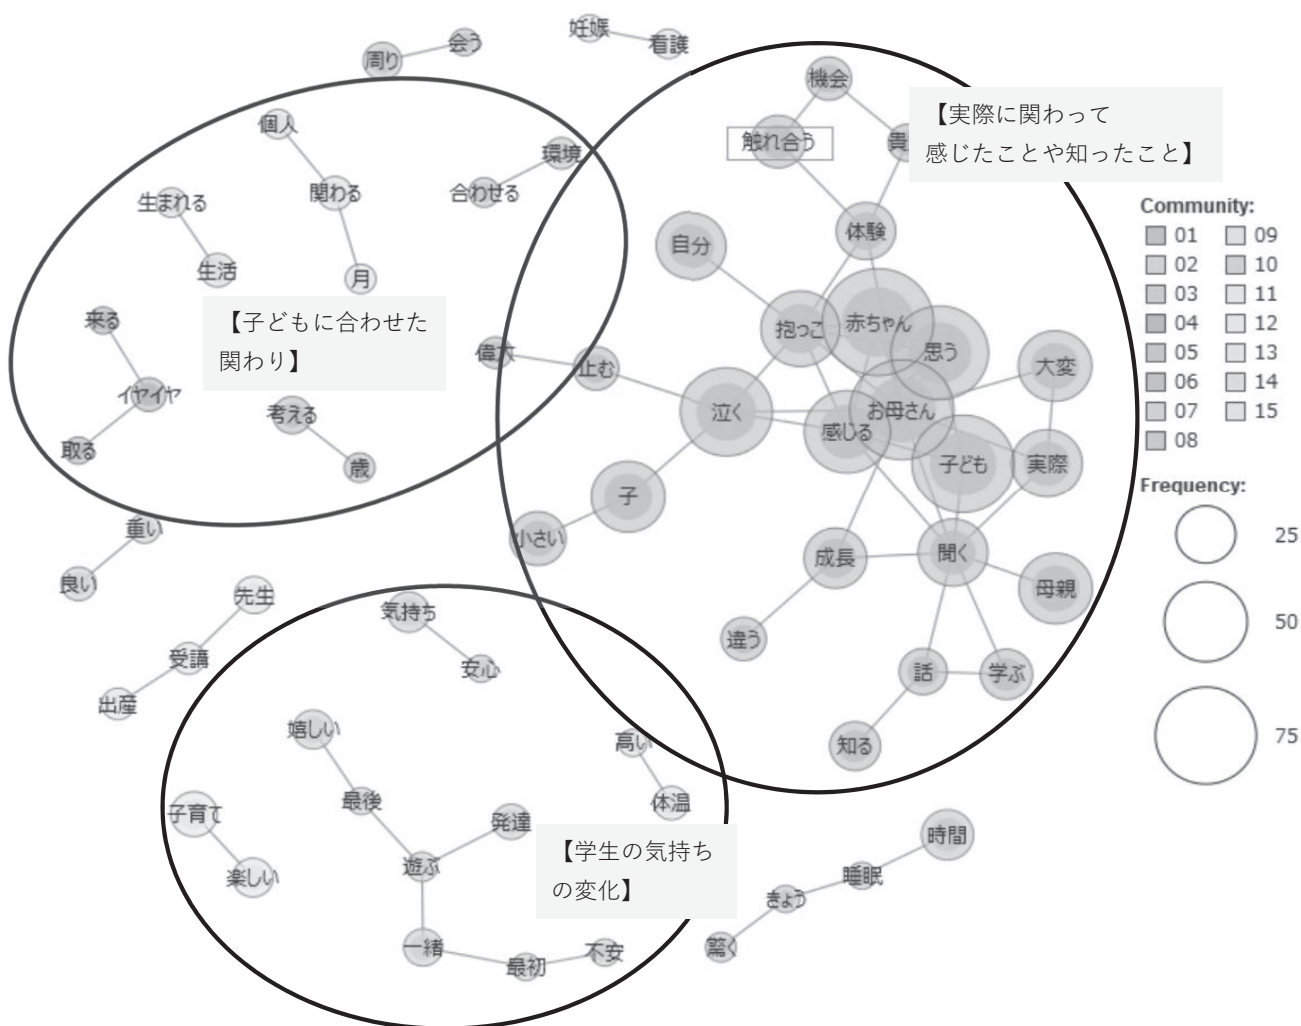 周り
会う
妊娠
看護
機会
触れ合う
貴
【実際に関わって
感じたことや知ったこと】
個人
環境
関わる
合わせる
生まれる
生活
月
体験
自分
【子どもに合わせた
関わり】
来る
イヤイヤ
取る
考える
歳
偉大
止む
抱っこ
赤ちゃん
思う
大変
泣く
お母さん
感じる
子ども
実際
子
小さい
成長
聞く
母親
違う
話
学ぶ
知る
重い
良い
先生
受講
出産
気持ち
安心
嬉しい
最後
高い
体温
子育て
楽しい
発達
遊ぶ
【学生の気持ち
の変化】
一緒
最初
不安
時間
睡眠
きょう
驚く
Community:
01 09
02 10
03 11
04 12
05 13
06 14
07 15
08
Frequency:
25
50
75